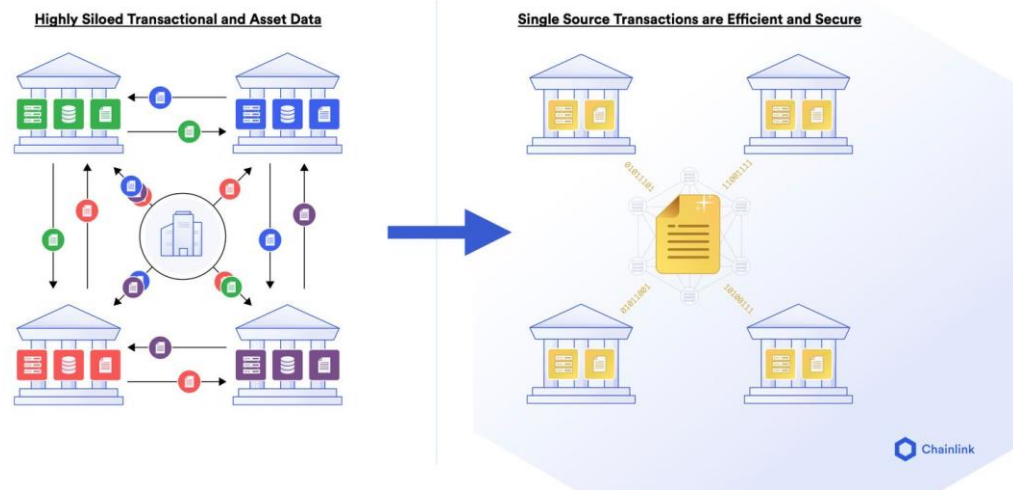 Highly Siloed Transactional and Asset Data
Single Source Transactions are Efficient and Secure
01011101
11001111
01011001
10100111
Chainlink